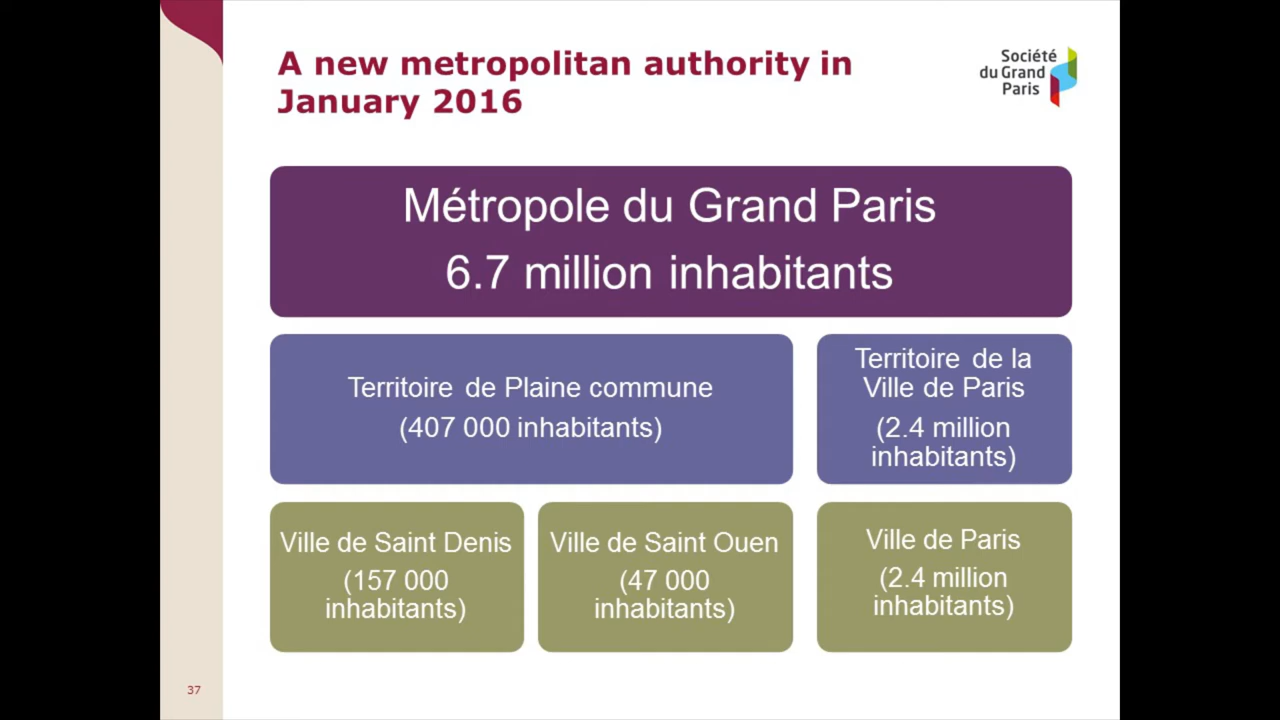 A new metropolitan authority in
January 2016
Société
du Grand
Paris
Métropole du Grand Paris
6.7 million inhabitants
Territoire de Plaine commune
(407 000 inhabitants)
Territoire de la
Ville de Paris
(2.4 million
inhabitants)
Ville de Saint Denis
(157 000
inhabitants)
Ville de Saint Ouen
(47 000
inhabitants)
Ville de Paris
(2.4 million
inhabitants)
37